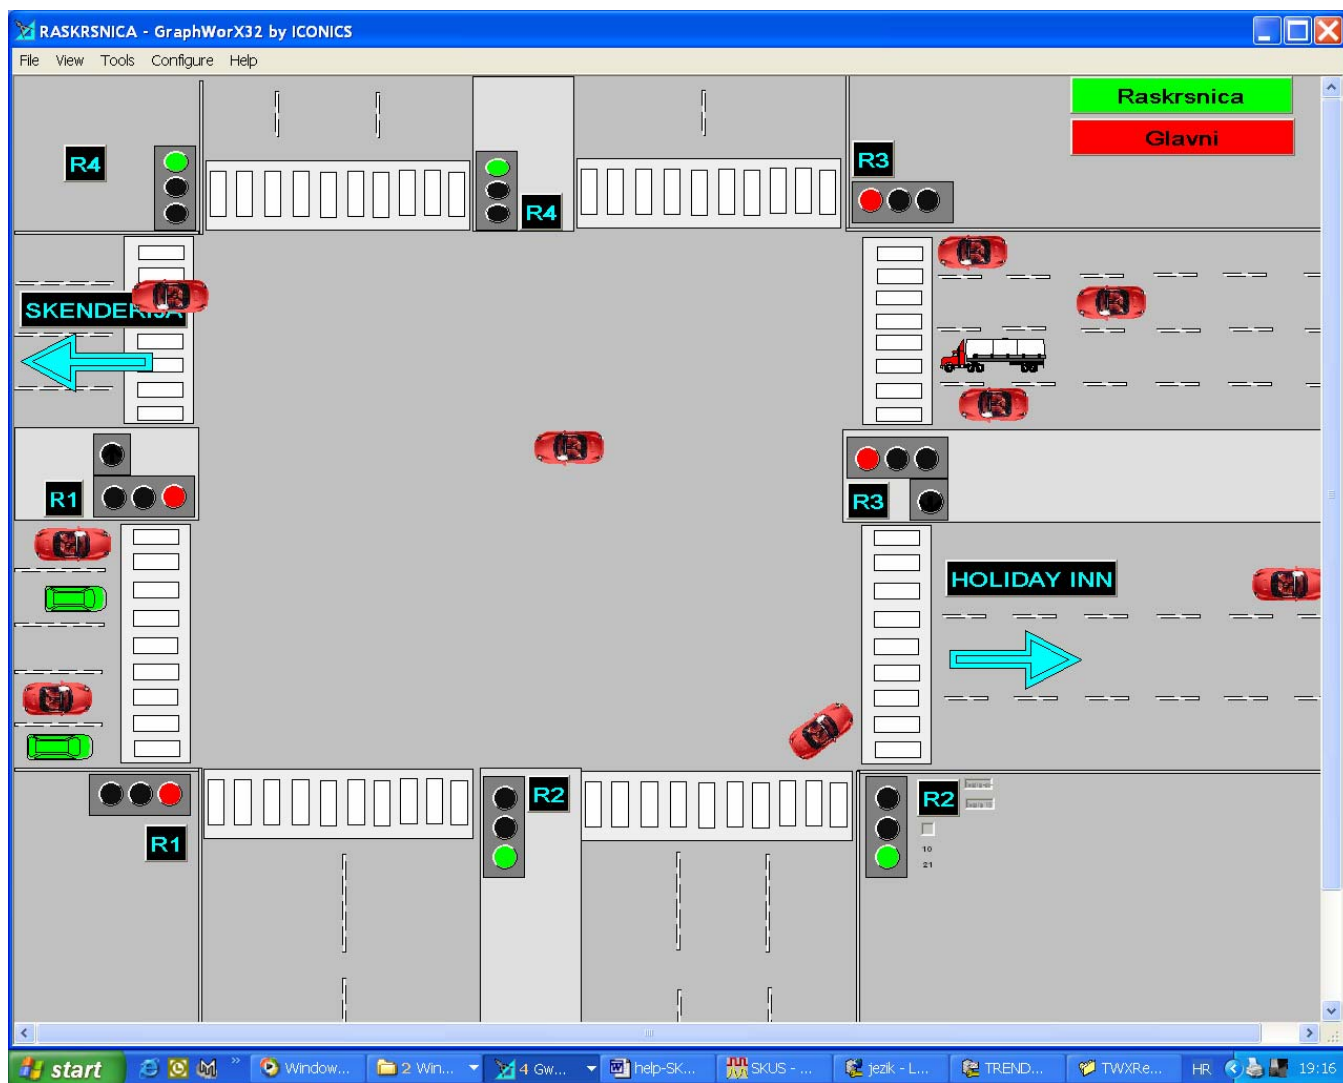 RASKRSNICA - GraphWorX32 by ICONICS
File View Tools Configure Help
Raskrsnica
Glavni
R4
R4
R3
SKENDERIJA
R1
R3
HOLIDAY INN
R2
R2
R1
10
21
start
Window...
2 Win...
4 Gw...
help-SK...
SKUS - ...
jezik - L...
TREND...
TWXRe...
HR
19:16